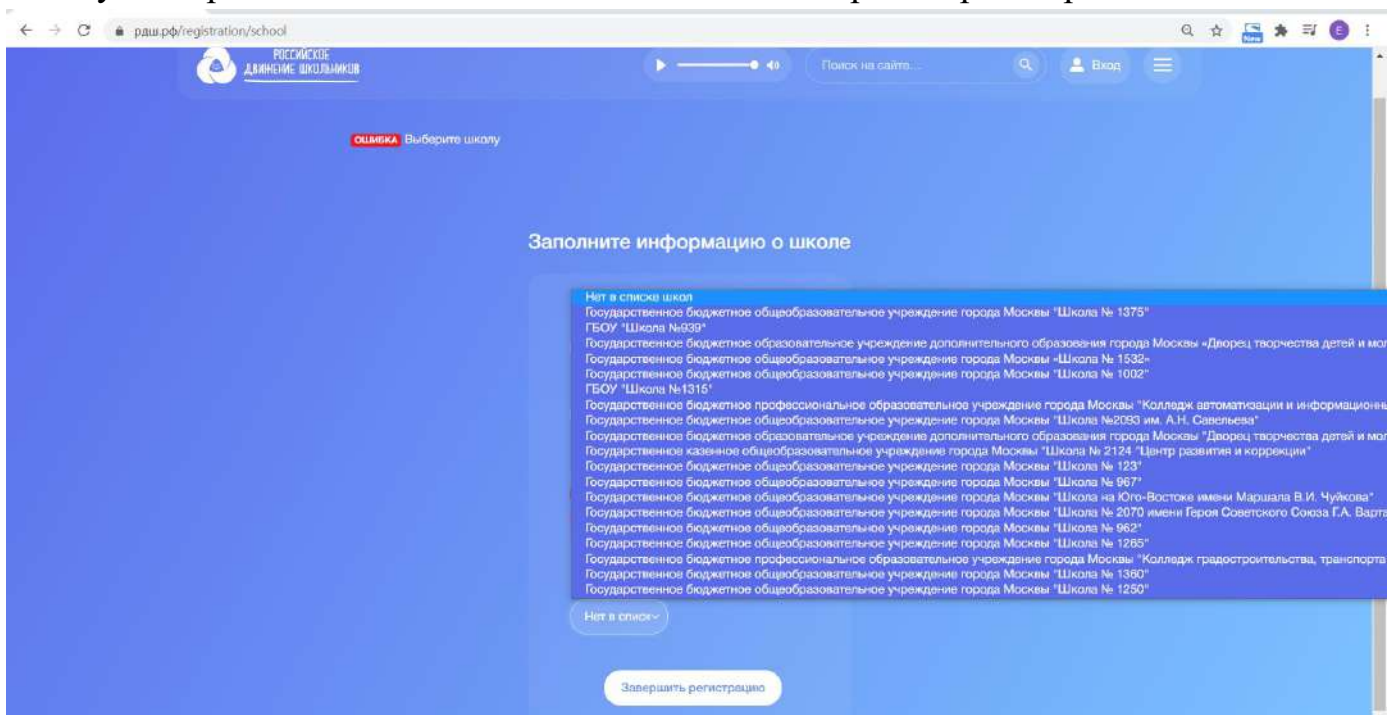 рдш.рф/registration/school
New
E
РОССИЙСКОЕ
ДВИЖЕНИЕ ШКОЛЬНИКОВ
Поиск на сайте...
Вход
ОШИБКА Выберите школу
Заполните информацию о школе
Нет в списке школ
Государственное бюджетное общеобразовательное учреждение города Москвы "Школа № 1375"
ГБОУ "Школа №939"
Государственное бюджетное образовательное учреждение дополнительного образования города Москвы «Дворец творчества детей и мол
Государственное бюджетное общеобразовательное учреждение города Москвы «Школа № 1532»
Государственное бюджетное общеобразовательное учреждение города Москвы "Школа № 1002"
ГБОУ "Школа №1315"
Государственное бюджетное профессиональное образовательное учреждение города Москвы "Колледж автоматизации и информационны
Государственное бюджетное общеобразовательное учреждение города Москвы "Школа №2093 им. А.Н. Савельева"
Государственное бюджетное образовательное учреждение дополнительного образования города Москвы "Дворец творчества детей и мол
Государственное казенное общеобразовательное учреждение города Москвы "Школа № 2124 "Центр развития и коррекции"
Государственное бюджетное общеобразовательное учреждение города Москвы "Школа № 123"
Государственное бюджетное общеобразовательное учреждение города Москвы "Школа № 967"
Государственное бюджетное общеобразовательное учреждение города Москвы "Школа на Юго-Востоке имени Маршала В.И. Чуйкова"
Государственное бюджетное общеобразовательное учреждение города Москвы "Школа № 2070 имени Героя Советского Союза Г.А. Варта
Государственное бюджетное общеобразовательное учреждение города Москвы "Школа № 962"
Государственное бюджетное общеобразовательное учреждение города Москвы "Школа № 1265"
Государственное бюджетное профессиональное образовательное учреждение города Москвы "Колледж градостроительства, транспорта
Государственное бюджетное общеобразовательное учреждение города Москвы "Школа № 1360"
Государственное бюджетное общеобразовательное учреждение города Москвы "Школа № 1250"
Нет в списк
Завершить регистрацию